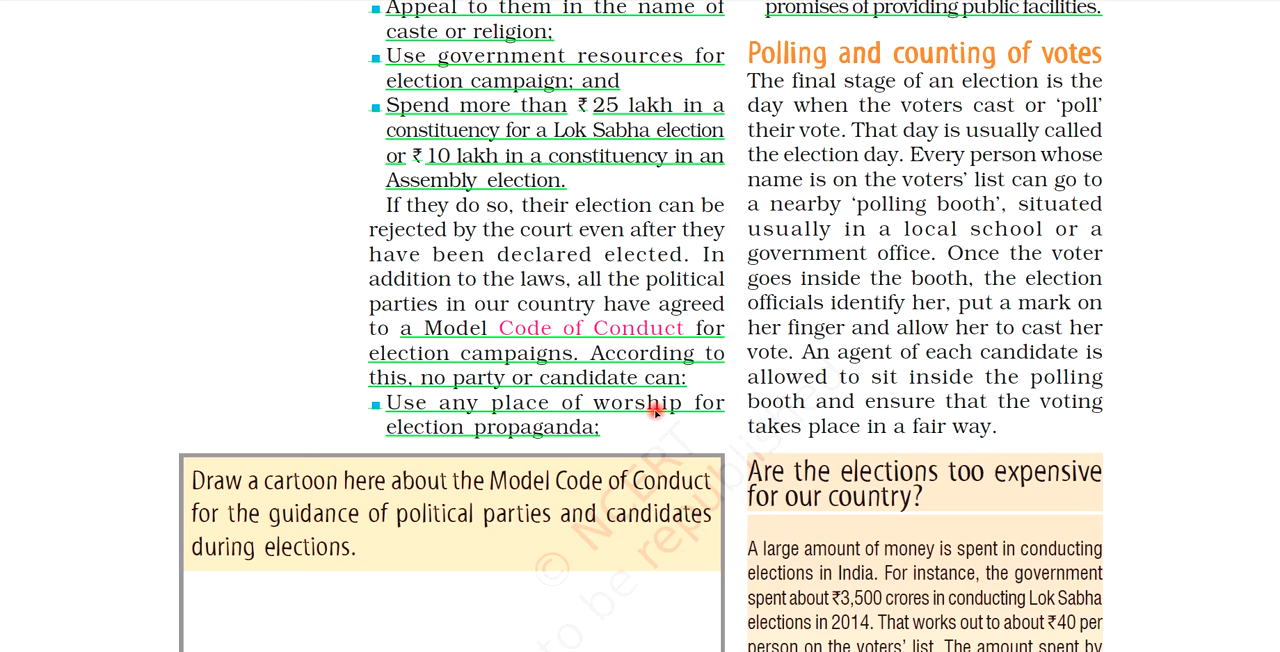 Appeal to them in the name of
caste or religion;
Use government resources for
election campaign; and
Spend more than ₹ 25 lakh in a
constituency for a Lok Sabha election
or ₹ 10 lakh in a constituency in an
Assembly election.
If they do so, their election can be
rejected by the court even after they
have been declared elected. In
addition to the laws, all the political
parties in our country have agreed
to a Model Code of Conduct for
election campaigns. According to
this, no party or candidate can:
Use any place of worship for
election propaganda;
Draw a cartoon here about the Model Code of Conduct
for the guidance of political parties and candidates
during elections.
promises of providing public facilities.
Polling and counting of votes
The final stage of an election is the
day when the voters cast or ‘poll’
their vote. That day is usually called
the election day. Every person whose
name is on the voters’ list can go to
a nearby ‘polling booth’, situated
usually in a local school or a
government office. Once the voter
goes inside the booth, the election
officials identify her, put a mark on
her finger and allow her to cast her
vote. An agent of each candidate is
allowed to sit inside the polling
booth and ensure that the voting
takes place in a fair way.
Are the elections too expensive
for our country?
A large amount of money is spent in conducting
elections in India. For instance, the government
spent about ₹3,500 crores in conducting Lok Sabha
elections in 2014. That works out to about ₹40 per
person on the voters’ list. The amount spent by
© NCERT
to be republished